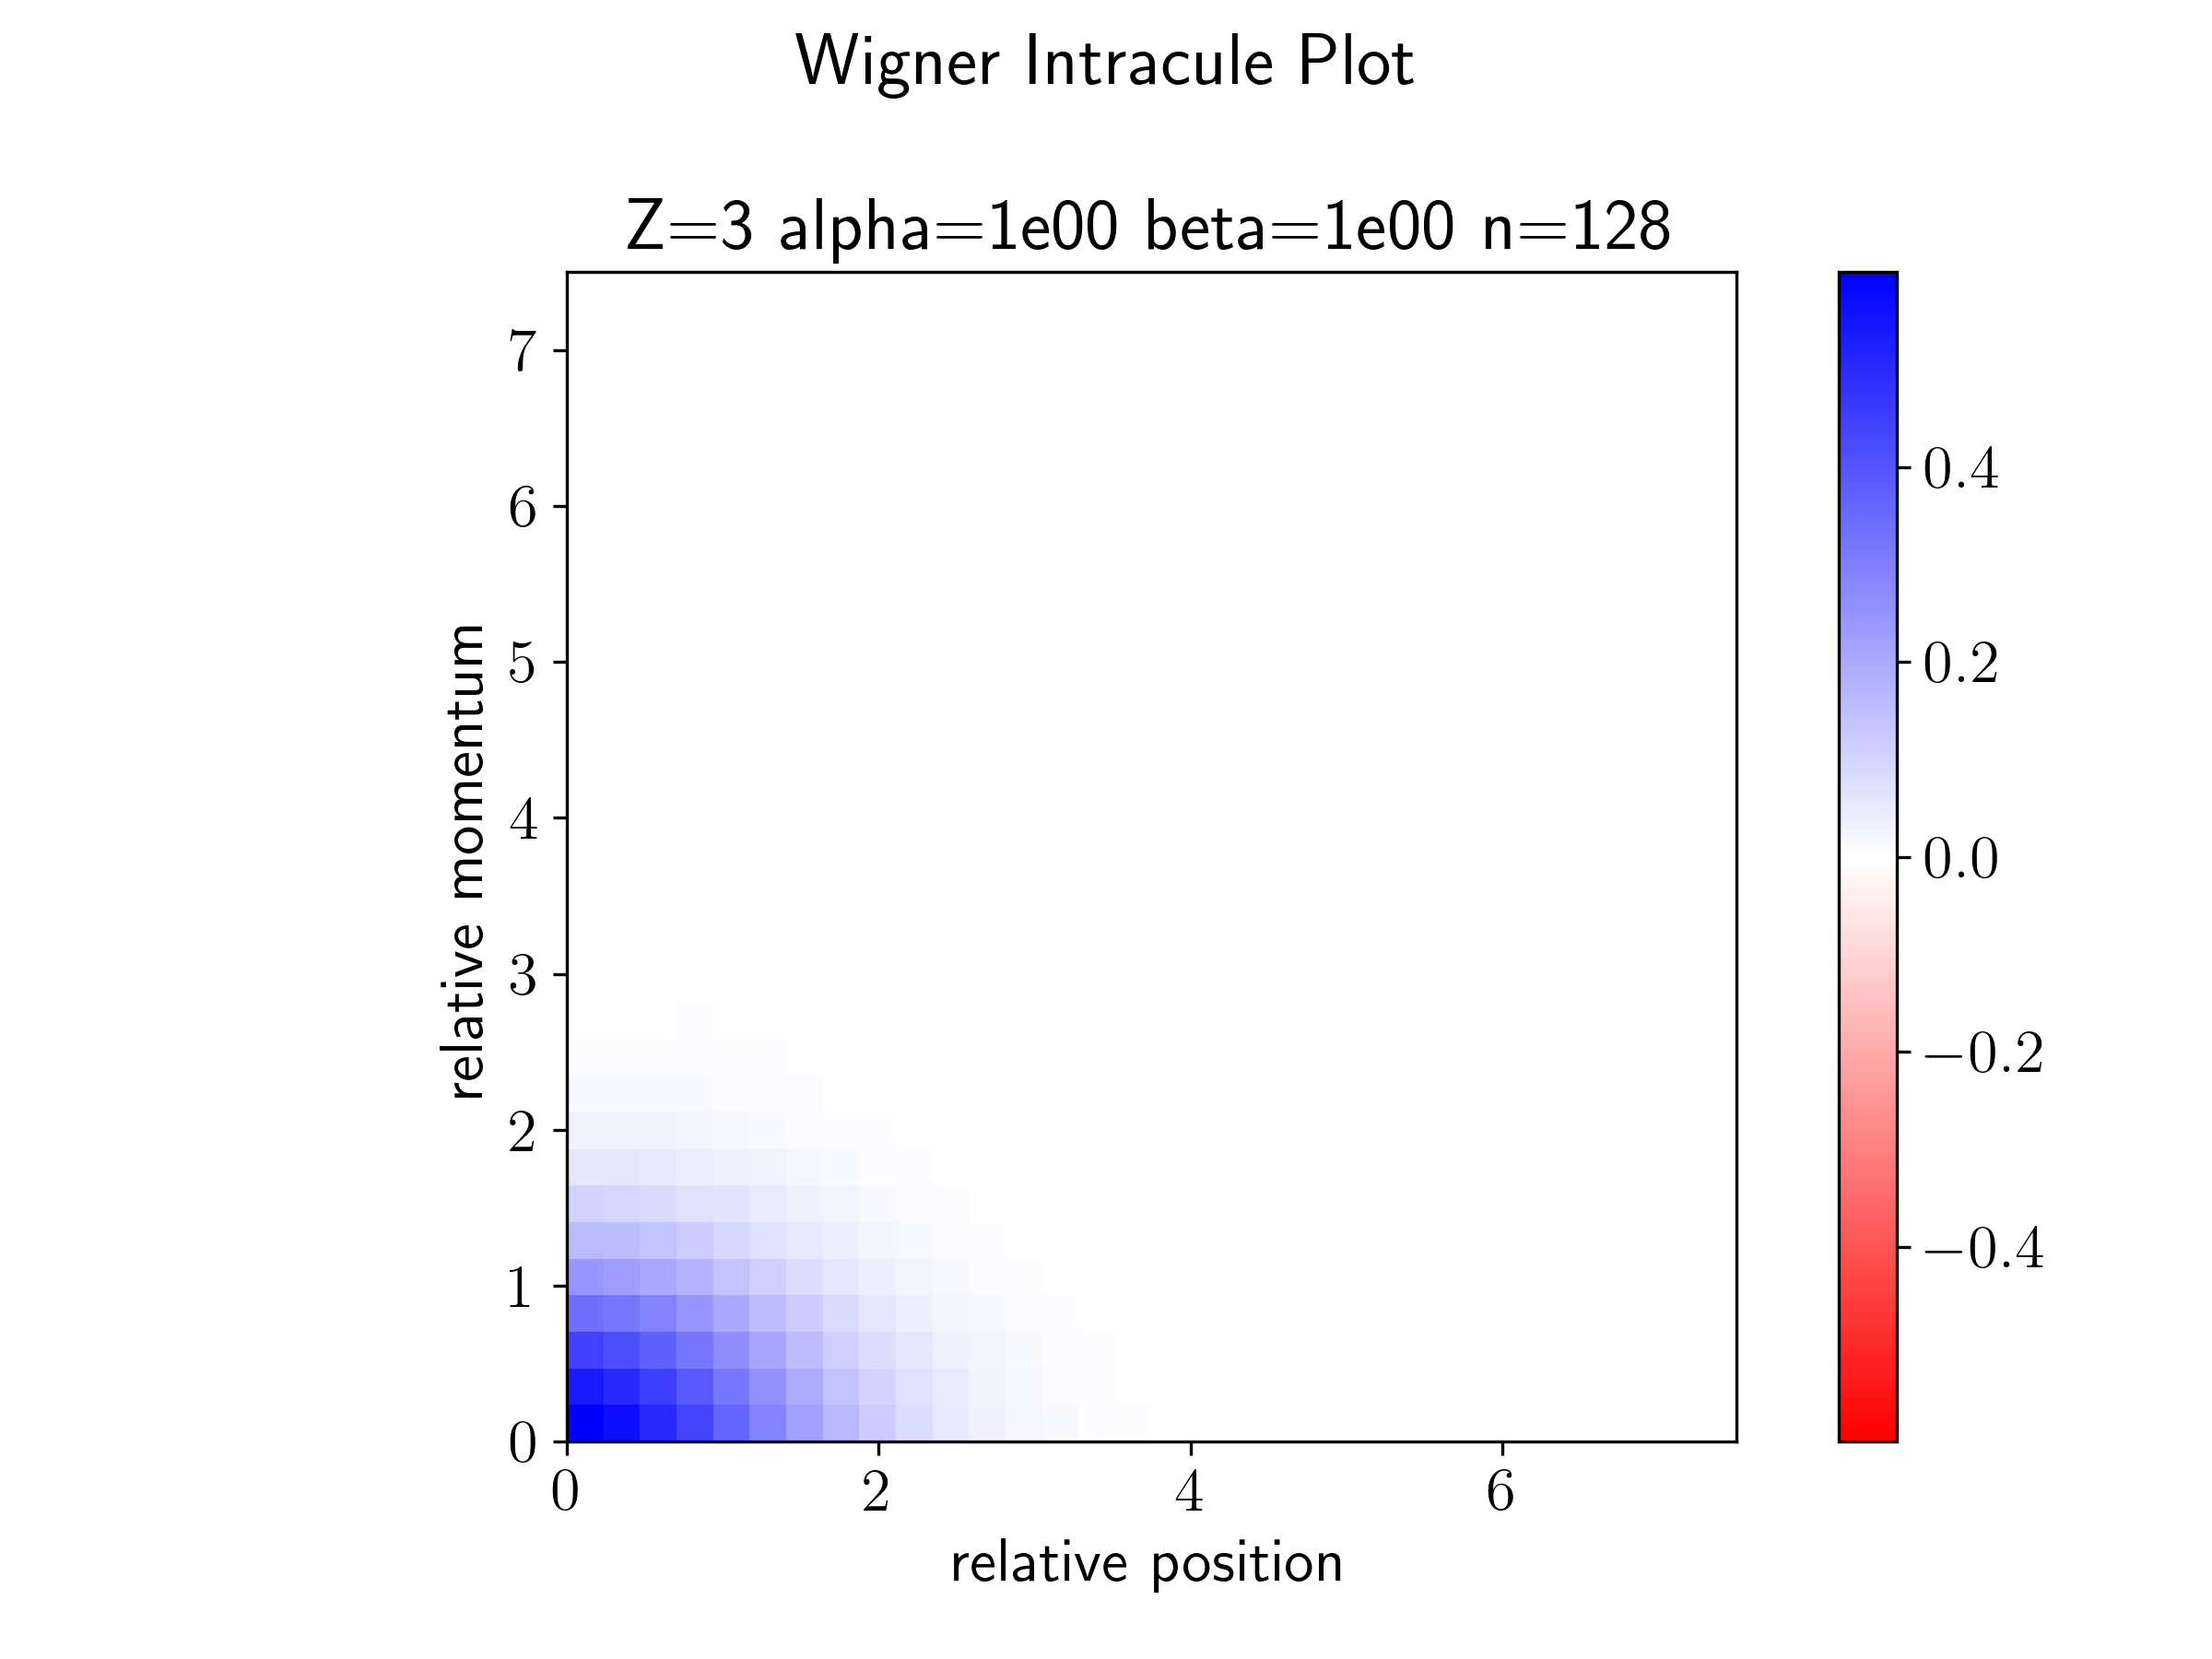 Wigner Intracule Plot
Z=3 alpha=1e00 beta=1e00 n=128
relative momentum
7
6
5
4
3
2
1
0
0 2 4 6
relative position
0.4
0.2
0.0
−0.2
−0.4